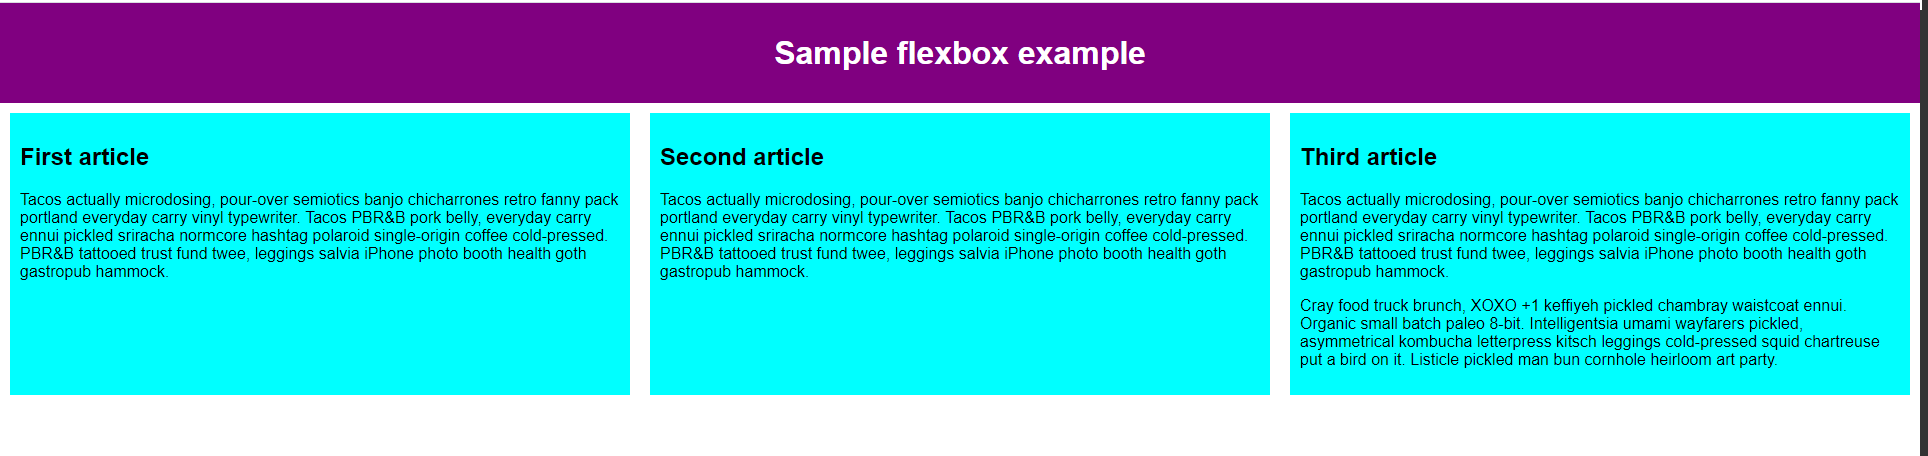 Sample flexbox example
First article
Tacos actually microdosing, pour-over semiotics banjo chicharrones retro fanny pack
portland everyday carry vinyl typewriter. Tacos PBR&B pork belly, everyday carry
ennui pickled sriracha normcore hashtag polaroid single-origin coffee cold-pressed.
PBR&B tattooed trust fund twee, leggings salvia iPhone photo booth health goth
gastropub hammock.
Second article
Tacos actually microdosing, pour-over semiotics banjo chicharrones retro fanny pack
portland everyday carry vinyl typewriter. Tacos PBR&B pork belly, everyday carry
ennui pickled sriracha normcore hashtag polaroid single-origin coffee cold-pressed.
PBR&B tattooed trust fund twee, leggings salvia iPhone photo booth health goth
gastropub hammock.
Third article
Tacos actually microdosing, pour-over semiotics banjo chicharrones retro fanny pack
portland everyday carry vinyl typewriter. Tacos PBR&B pork belly, everyday carry
ennui pickled sriracha normcore hashtag polaroid single-origin coffee cold-pressed.
PBR&B tattooed trust fund twee, leggings salvia iPhone photo booth health goth
gastropub hammock.
Cray food truck brunch, XOXO +1 keffiyeh pickled chambray waistcoat ennui.
Organic small batch paleo 8-bit. Intelligentsia umami wayfarers pickled,
asymmetrical kombucha letterpress kitsch leggings cold-pressed squid chartreuse
put a bird on it. Listicle pickled man bun cornhole heirloom art party.